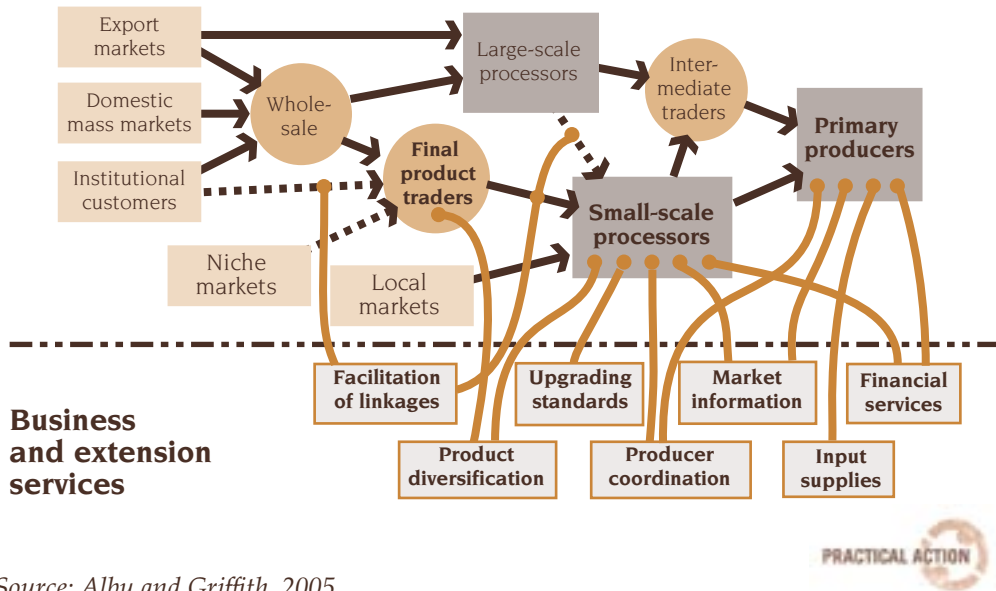 Export
markets
Large-scale
processors
Inter-
mediate
traders
Domestic
mass markets
Whole-
sale
Primary
producers
Final
product
traders
Institutional
customers
Small-scale
processors
Niche
markets
Local
markets
Facilitation
of linkages
Upgrading
standards
Market
information
Financial
services
Business
and extension
services
Product
diversification
Producer
coordination
Input
supplies
PRACTICAL ACTION
Source: Albu and Griffith, 2005